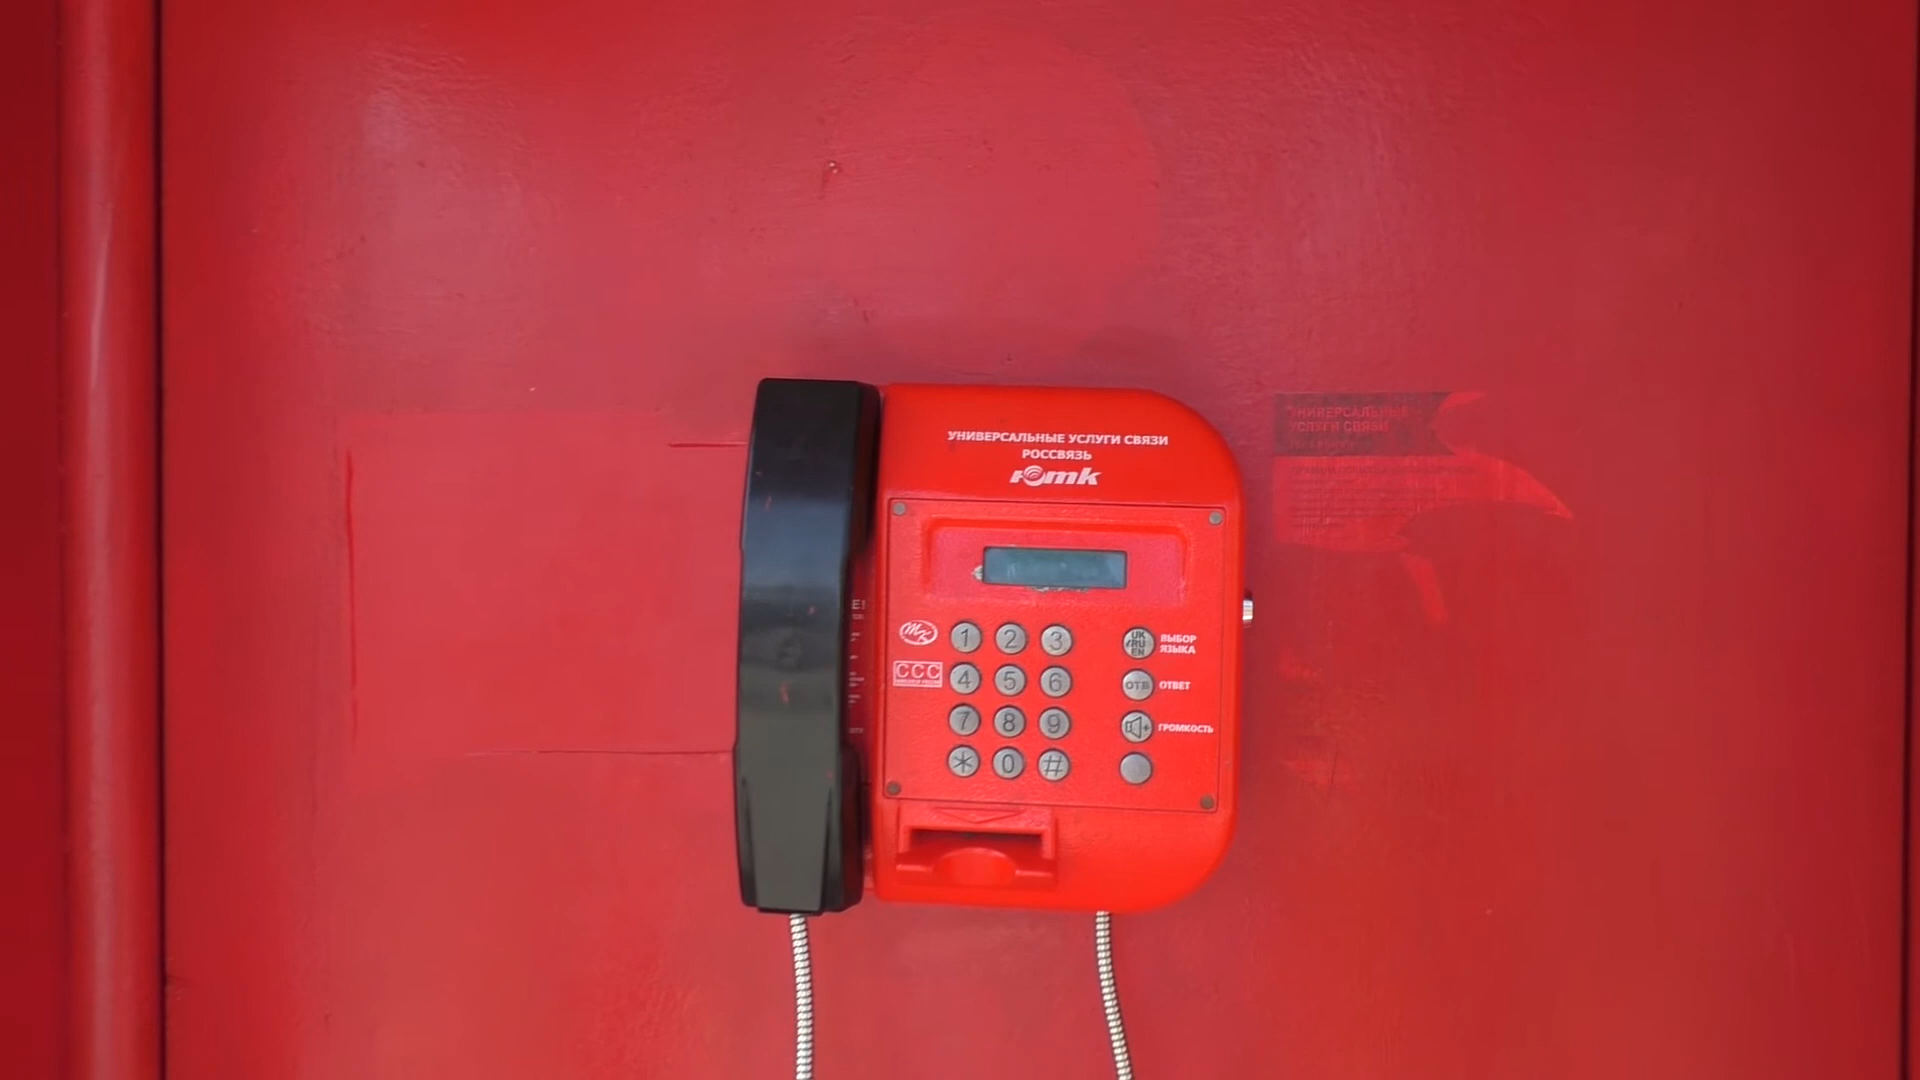 УНИВЕРСАЛЬНЫЕ УСЛУГИ СВЯЗИ
РОССВЯЗЬ
Юmk
УНИВЕРСАЛЬНЫЕ
УСЛУГИ СВЯЗИ
1 2 3
4 5 6
7 8 9
* 0 #
UK
RU
EN
ВЫБОР
ЯЗЫКА
ОТВ
ОТВЕТ
ГРОМКОСТЬ
ССС